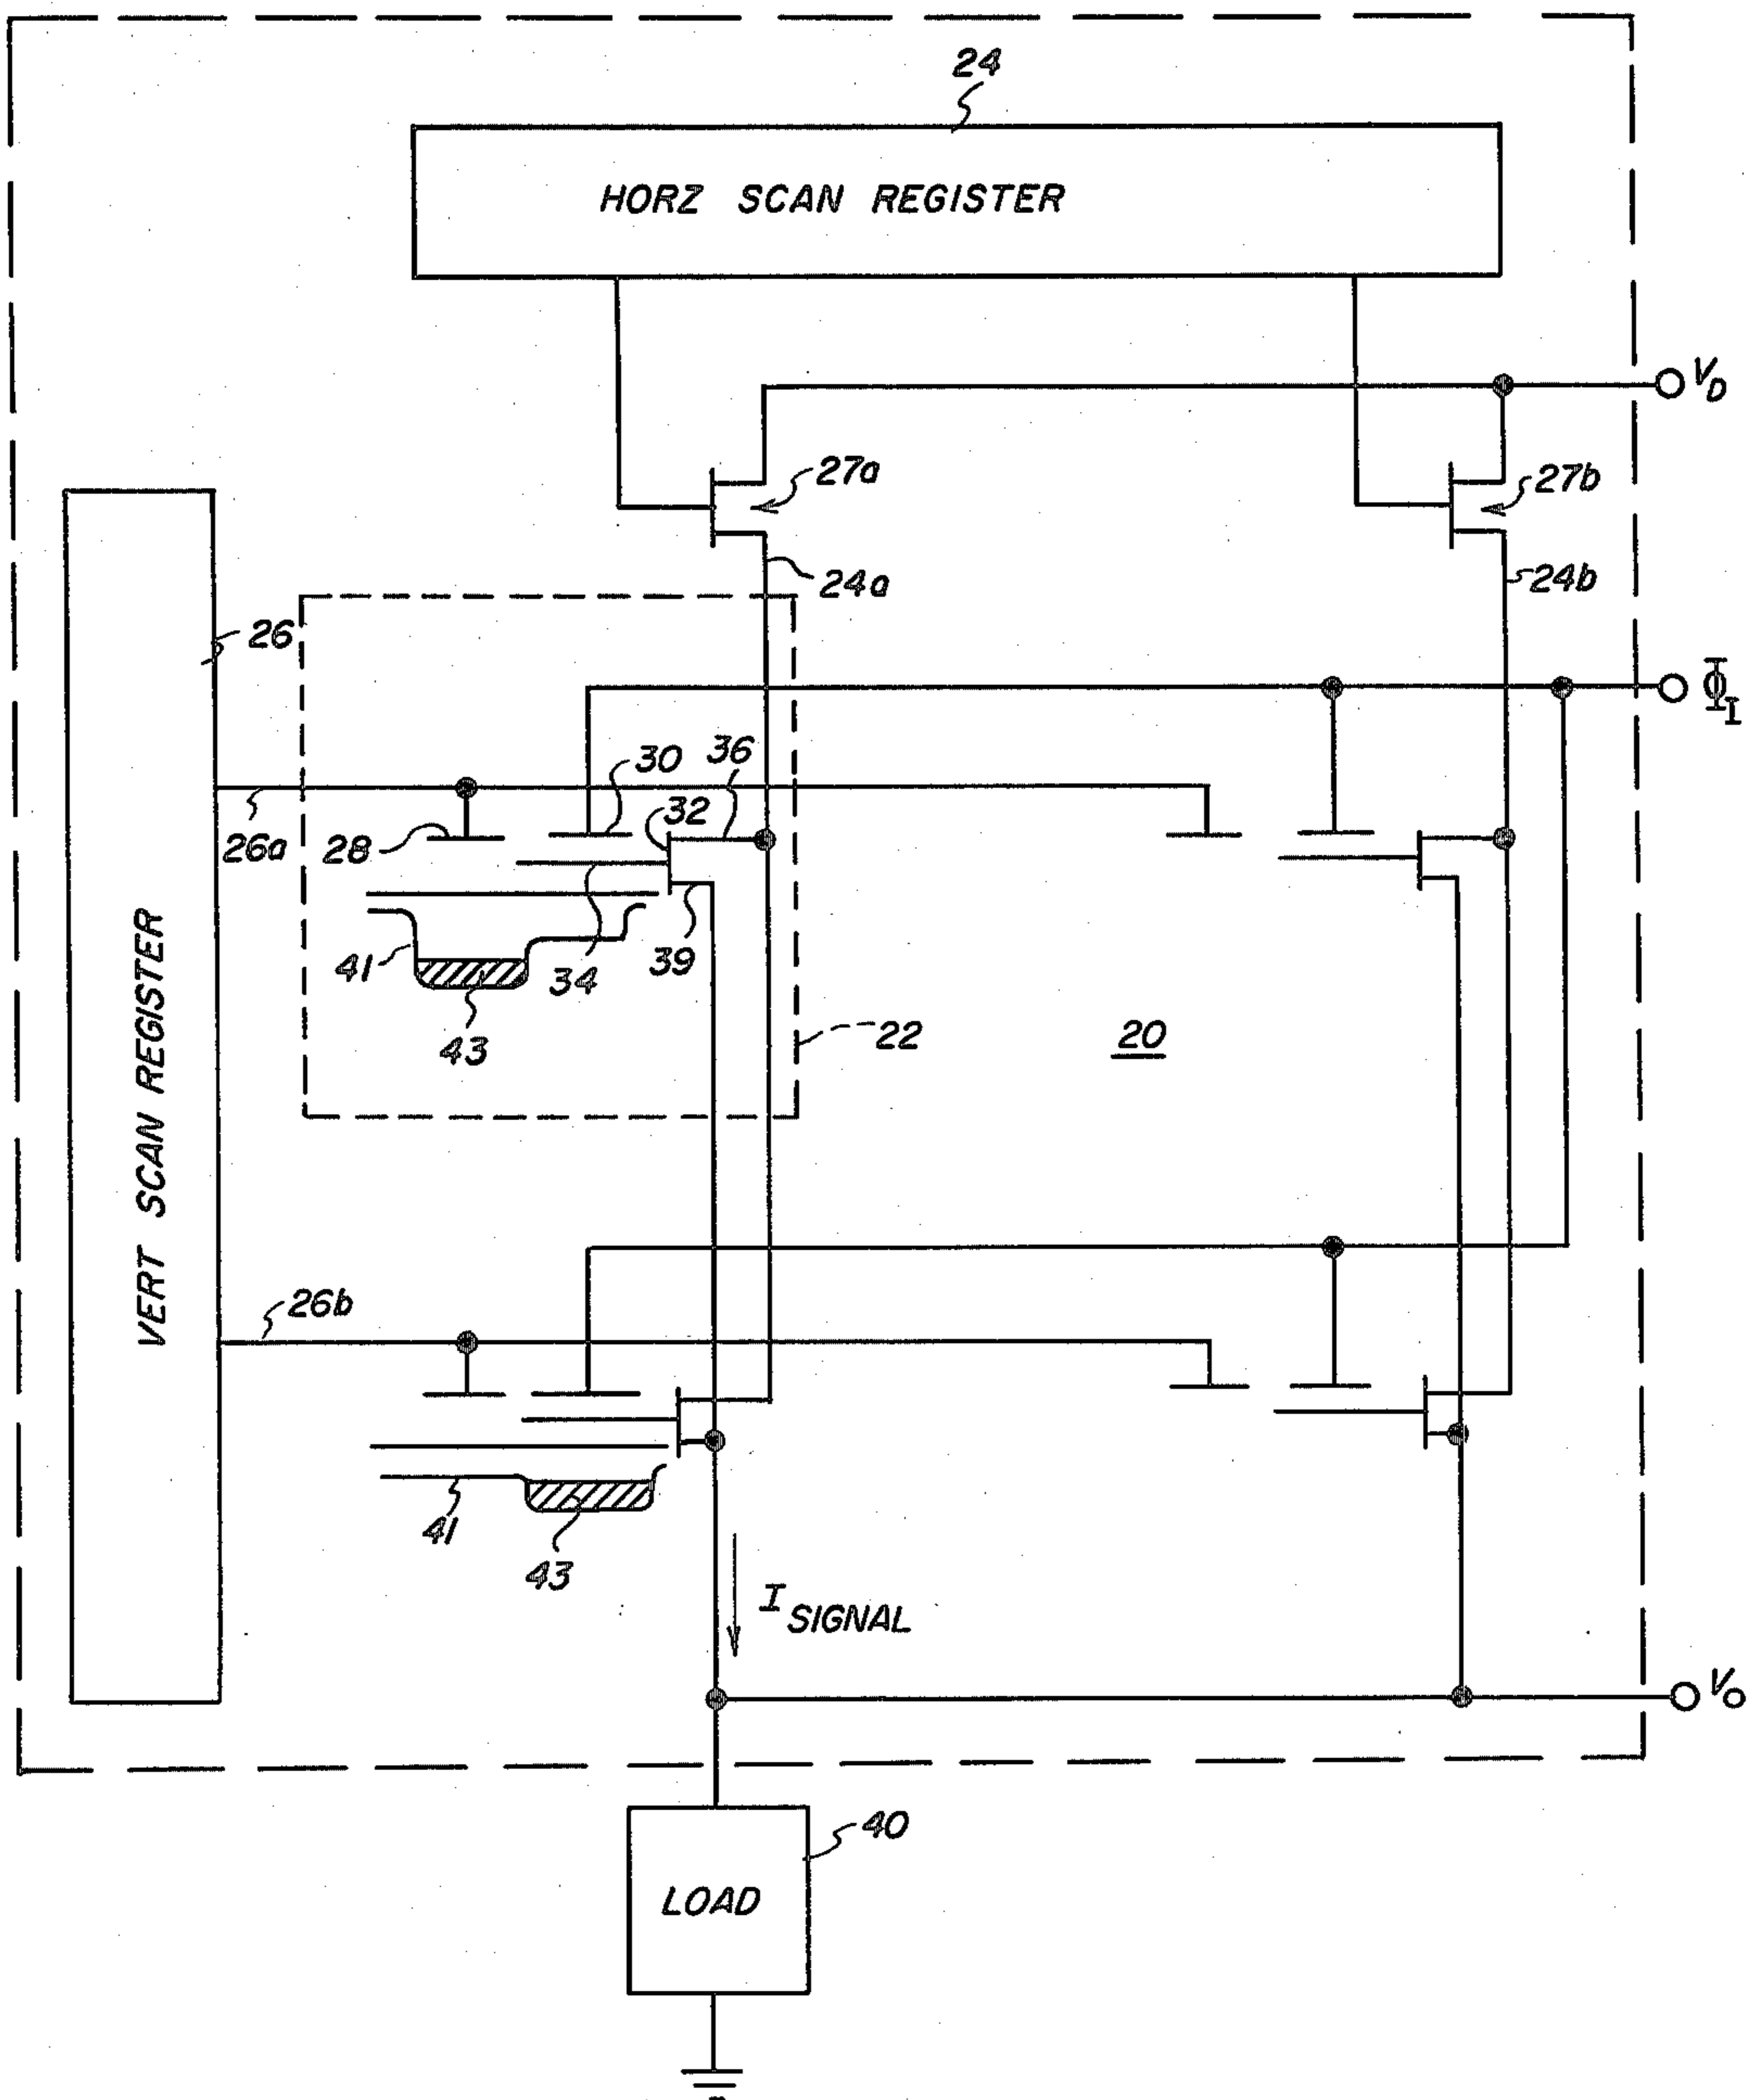 24
HORZ SCAN REGISTER
V_D
27a
27b
24a
24b
26
Φ_I
30
36
32
26a
28
41
34
39
43
22
20
VERT SCAN REGISTER
26b
41
43
I SIGNAL
V_O
40
LOAD